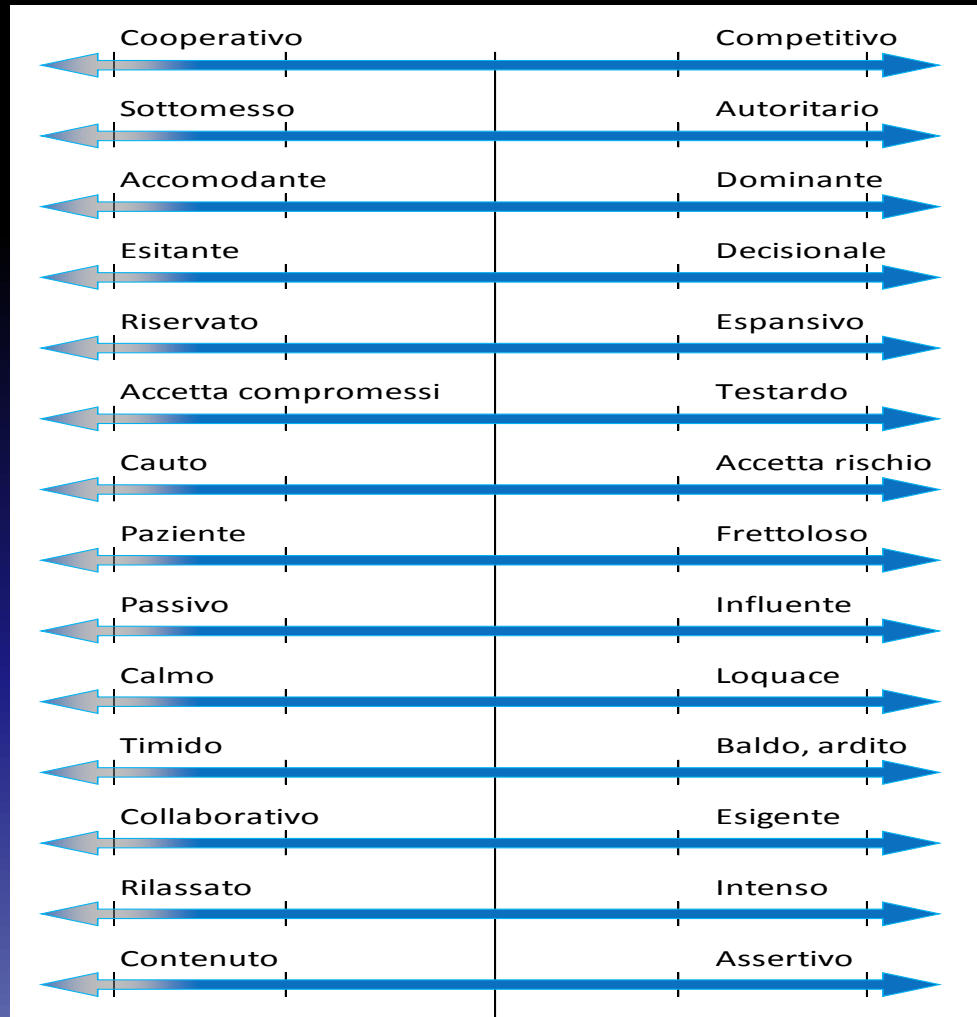 Cooperativo Competitivo
Sottomesso Autoritario
Accomodante Dominante
Esitante Decisionale
Riservato Espansivo
Accetta compromessi Testardo
Cauto Accetta rischio
Paziente Frettoloso
Passivo Influente
Calmo Loquace
Timido Baldo, ardito
Collaborativo Esigente
Rilassato Intenso
Contenuto Assertivo